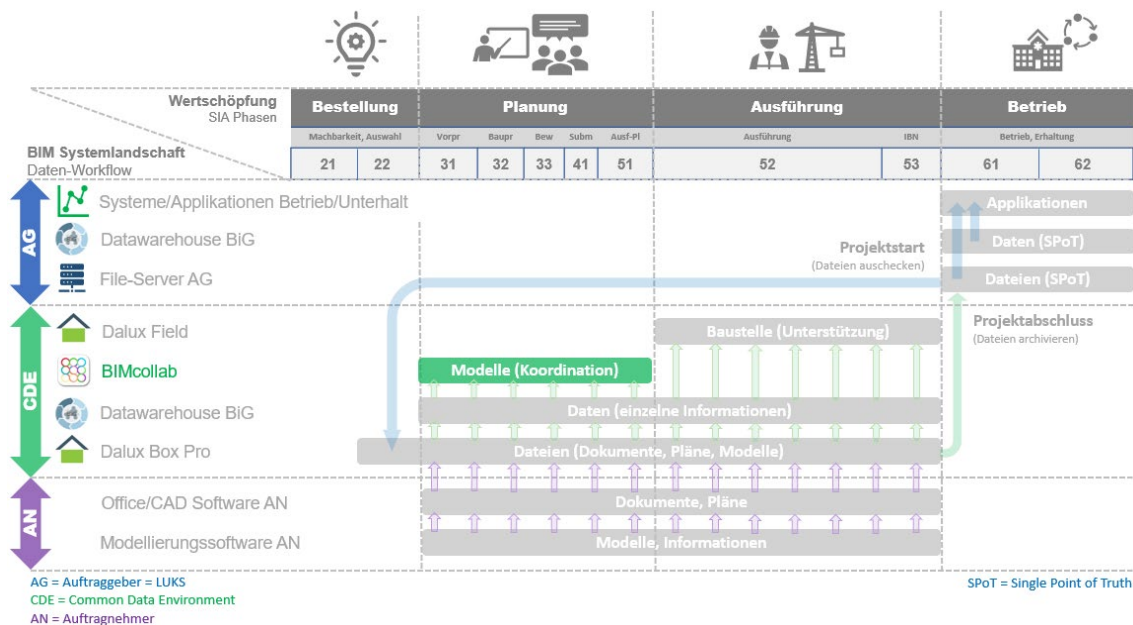 Wertschöpfung
SIA Phasen
Bestellung Planung Ausführung Betrieb
Machbarkeit, Auswahl Vorpr Baupr Bew Subm Ausf-Pl Ausführung IBN Betrieb, Erhaltung
BIM Systemlandschaft
Daten-Workflow
21 22 31 32 33 41 51 52 53 61 62
AG
Systeme/Applikationen Betrieb/Unterhalt Applikationen
Datawarehouse BiG Daten (SPoT)
Projektstart
(Dateien auschecken)
File-Server AG Dateien (SPoT)
CDE
Dalux Field Baustelle (Unterstützung)
Projektabschluss
(Dateien archivieren)
BIMcollab Modelle (Koordination)
Datawarehouse BiG Daten (einzelne Informationen)
Dalux Box Pro Dateien (Dokumente, Pläne, Modelle)
AN
Office/CAD Software AN Dokumente, Pläne
Modellierungssoftware AN Modelle, Informationen
AG = Auftraggeber = LUKS SPoT = Single Point of Truth
CDE = Common Data Environment
AN = Auftragnehmer